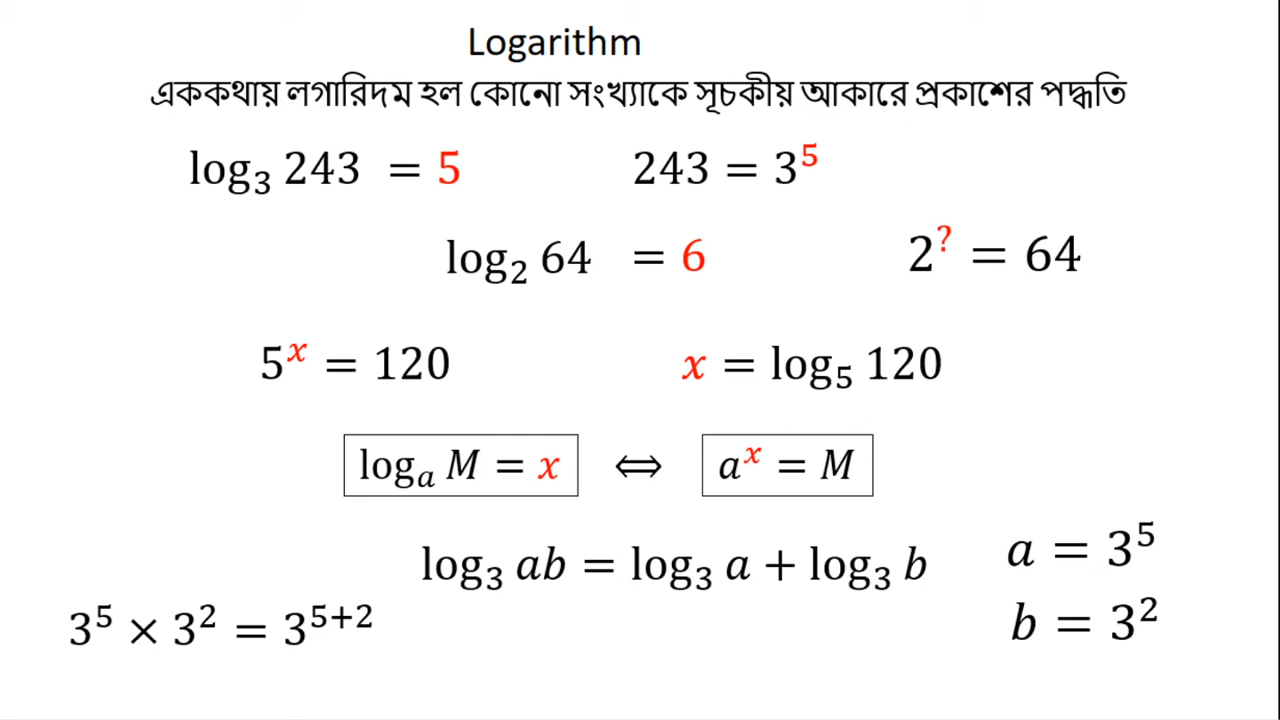 Logarithm
এককথায় লগারিদম হল কোনো সংখ্যাকে সূচকীয় আকারে প্রকাশের পদ্ধতি
log₃ 243 = 5 243 = 3⁵
log₂ 64 = 6 2^? = 64
5ˣ = 120 x = log₅ 120
logₐ M = x ⇔ aˣ = M
log₃ ab = log₃ a + log₃ b a = 3⁵
3⁵ × 3² = 3⁵⁺² b = 3²